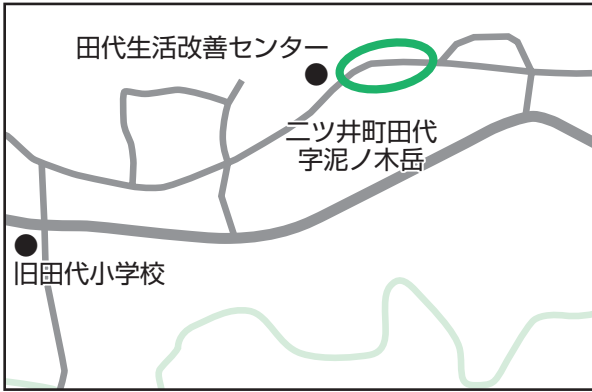 田代生活改善センター
二ツ井町田代
字泥ノ木岳
旧田代小学校